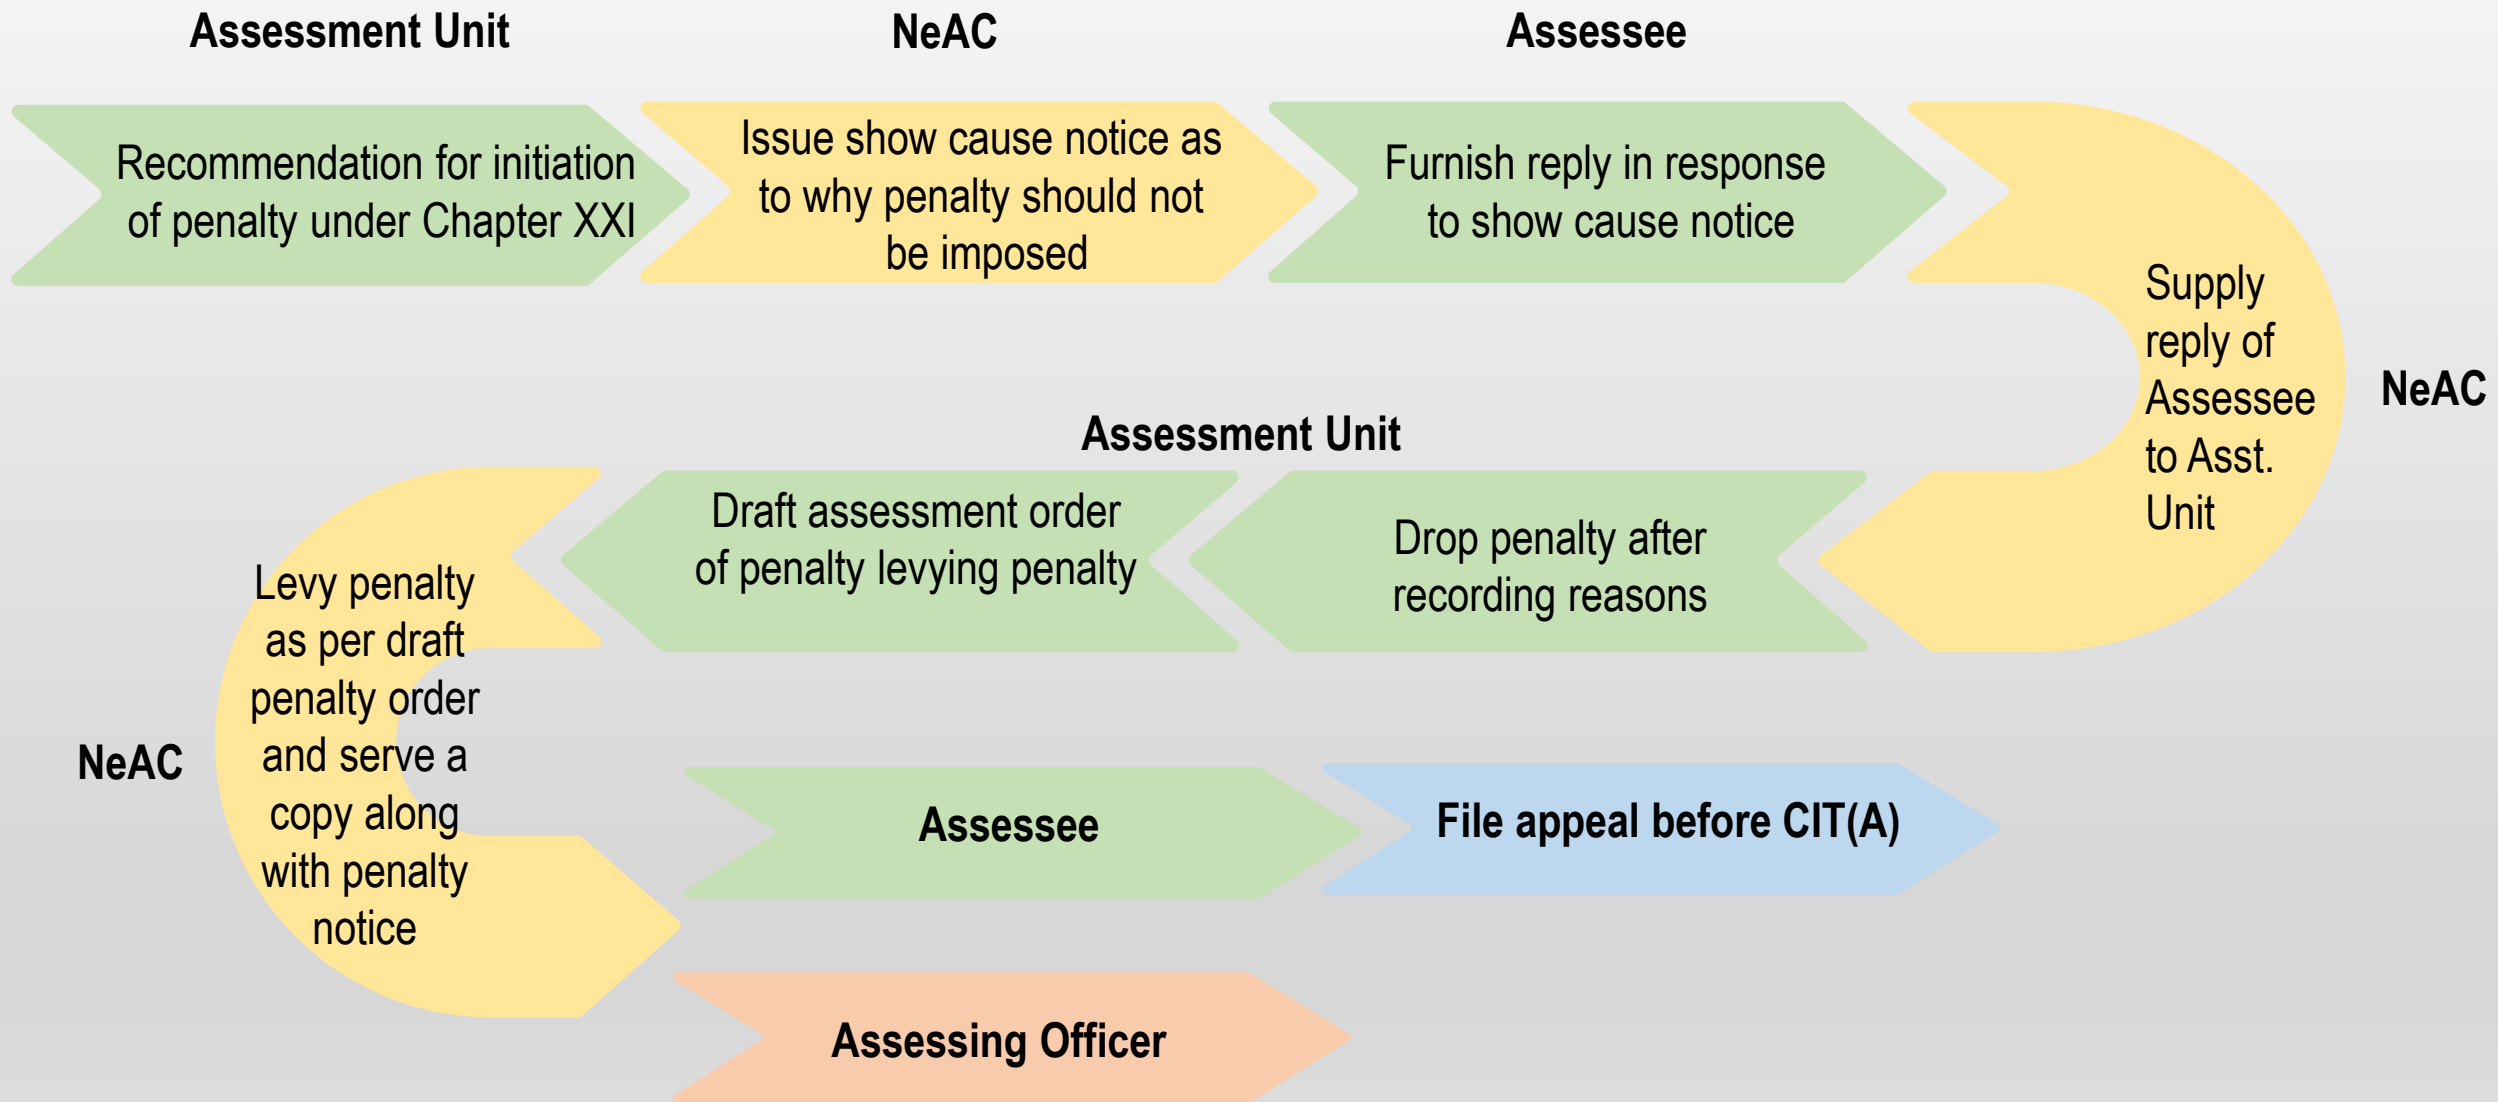 Assessment Unit
NeAC
Assessee
Recommendation for initiation
of penalty under Chapter XXI
Issue show cause notice as
to why penalty should not
be imposed
Furnish reply in response
to show cause notice
Supply
reply of
Assessee
to Asst.
Unit
NeAC
Assessment Unit
Drop penalty after
recording reasons
Draft assessment order
of penalty levying penalty
Levy penalty
as per draft
penalty order
and serve a
copy along
with penalty
notice
NeAC
Assessee
File appeal before CIT(A)
Assessing Officer